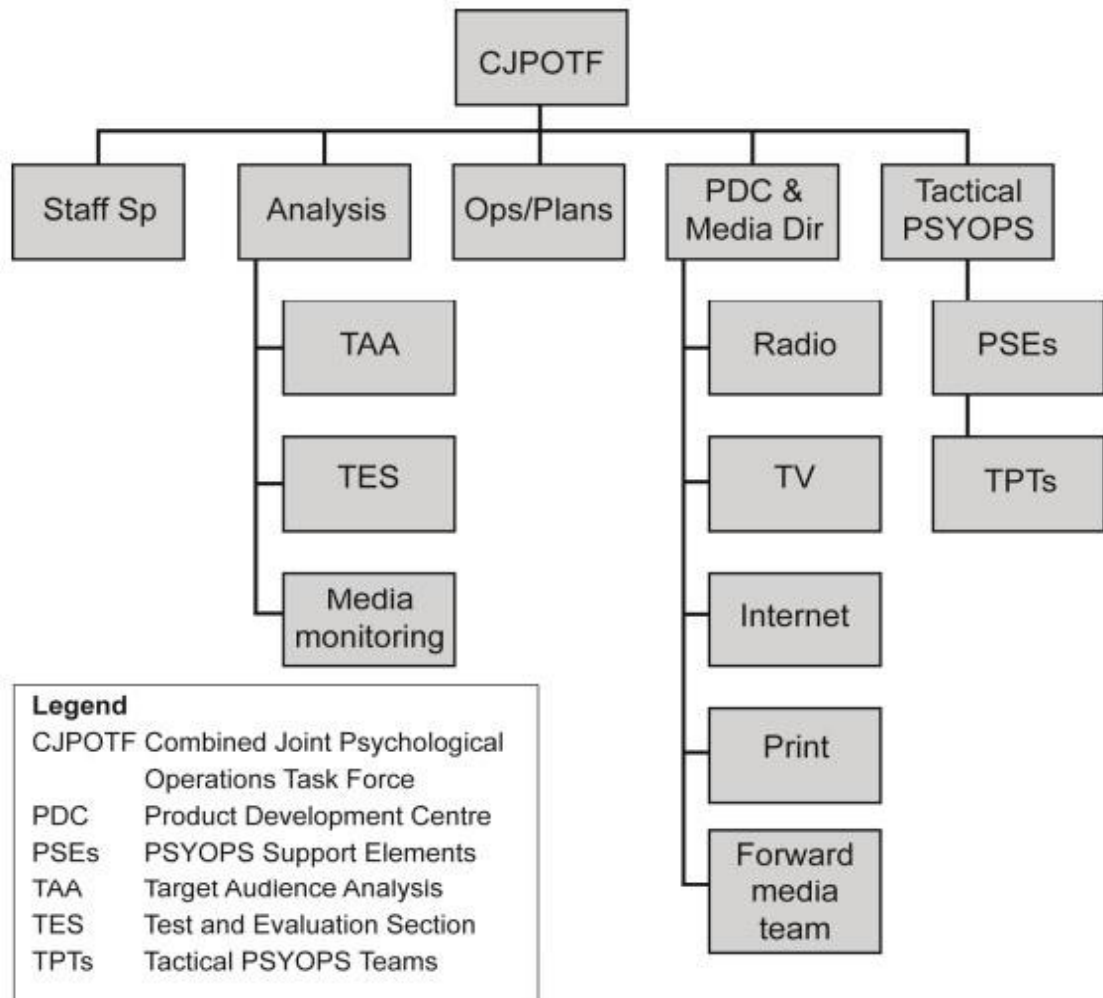 CJPOTF
Staff Sp
Analysis
Ops/Plans
PDC &
Media Dir
Tactical
PSYOPS
TAA
TES
Media
monitoring
Radio
TV
Internet
Print
Forward
media
team
PSEs
TPTs
Legend
CJPOTF Combined Joint Psychological
Operations Task Force
PDC Product Development Centre
PSEs PSYOPS Support Elements
TAA Target Audience Analysis
TES Test and Evaluation Section
TPTs Tactical PSYOPS Teams